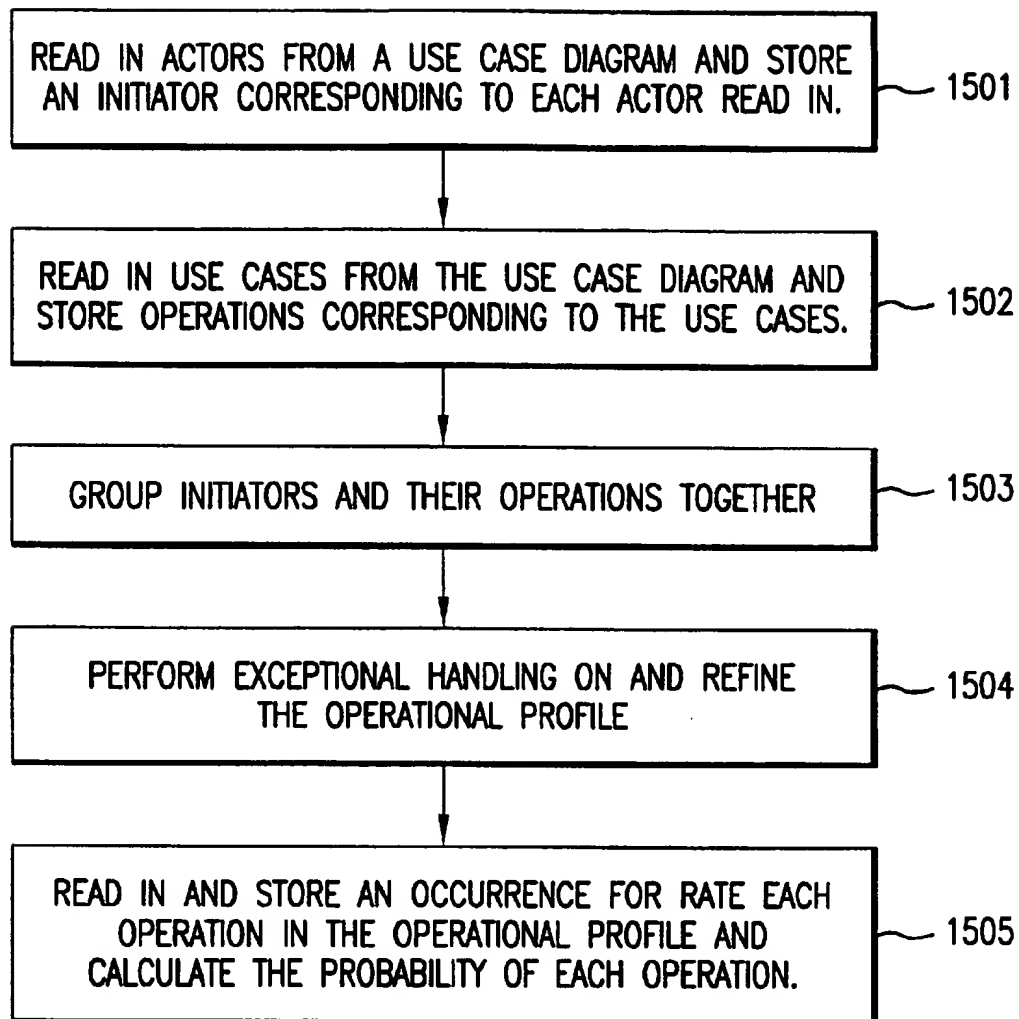 READ IN ACTORS FROM A USE CASE DIAGRAM AND STORE
AN INITIATOR CORRESPONDING TO EACH ACTOR READ IN.
1501
READ IN USE CASES FROM THE USE CASE DIAGRAM AND
STORE OPERATIONS CORRESPONDING TO THE USE CASES.
1502
GROUP INITIATORS AND THEIR OPERATIONS TOGETHER
1503
PERFORM EXCEPTIONAL HANDLING ON AND REFINE
THE OPERATIONAL PROFILE
1504
READ IN AND STORE AN OCCURRENCE FOR RATE EACH
OPERATION IN THE OPERATIONAL PROFILE AND
CALCULATE THE PROBABILITY OF EACH OPERATION.
1505